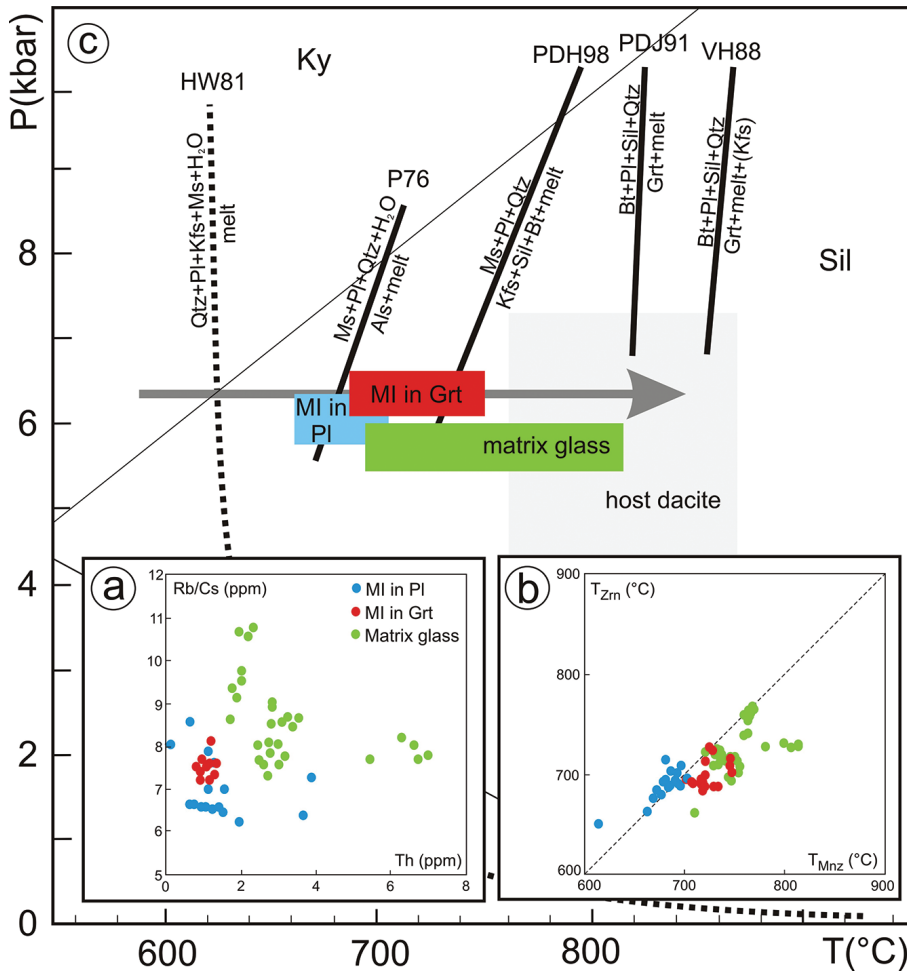 c
P(kbar)
Ky
HW81
P76
PDH98
PDJ91
VH88
Qtz+Pl+Kfs+Ms+H₂O
melt
Ms+Pl+Qtz+H₂O
Als+melt
Ms+Pl+Qtz
Kfs+Sil+Bt+melt
Bt+Pl+Sil+Qtz
Grt+melt
Bt+Pl+Sil+Qtz
Grt+melt+(Kfs)
Sil
8
6
4
2
0
MI in
Pl
MI in Grt
matrix glass
host dacite
a
Rb/Cs (ppm)
MI in Pl
MI in Grt
Matrix glass
12
11
10
9
8
7
6
5
0
2
4
6
8
Th (ppm)
b
TZrn (°C)
900
800
700
600
600
700
800
900
TMnz (°C)
600
700
800
T(°C)